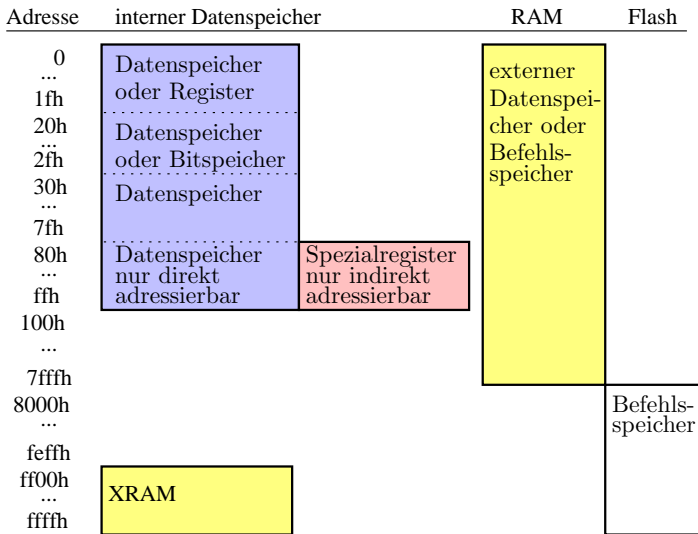 Adresse interner Datenspeicher RAM Flash
0
...
1fh
20h
...
2fh
30h
...
7fh
80h
...
ffh
100h
...
7fffh
8000h
...
feffh
ff00h
...
ffffh
Datenspeicher
oder Register
Datenspeicher
oder Bitspeicher
Datenspeicher
Datenspeicher
nur direkt
adressierbar
Spezialregister
nur indirekt
adressierbar
XRAM
externer
Datenspei-
cher oder
Befehls-
speicher
Befehls-
speicher